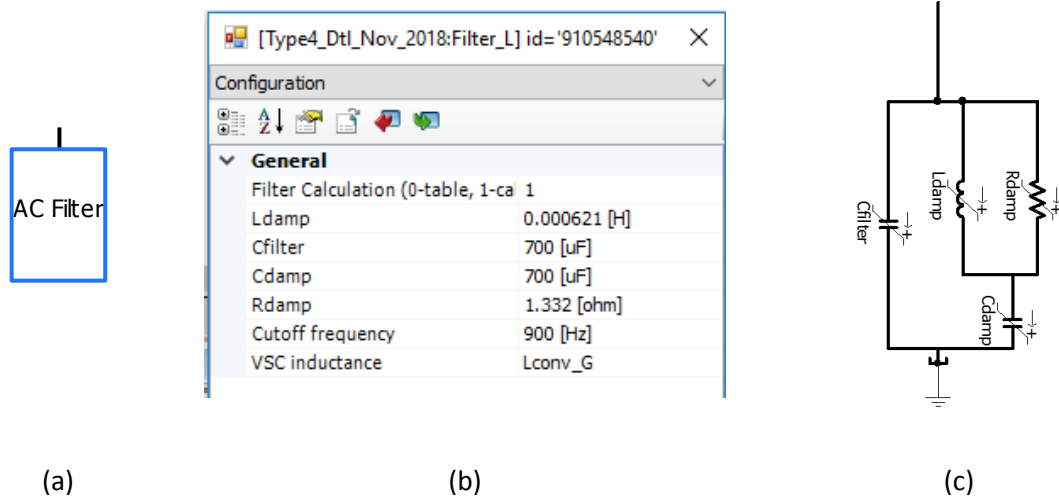 [Type4_Dtl_Nov_2018:Filter_L] id='910548540'
Configuration
A
Z
General
Filter Calculation (0-table, 1-cal 1
Ldamp 0.000621 [H]
Cfilter 700 [uF]
Cdamp 700 [uF]
Rdamp 1.332 [ohm]
Cutoff frequency 900 [Hz]
VSC inductance Lconv_G
AC Filter
Cfilter
Ldamp
Rdamp
Cdamp
+
+
+
+
(a)
(b)
(c)